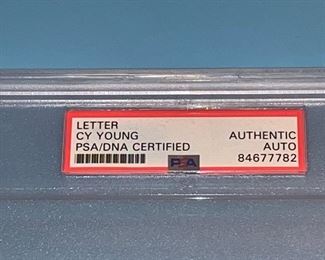 LETTER
CY YOUNG AUTHENTIC
PSA/DNA CERTIFIED AUTO
PSA 84677782